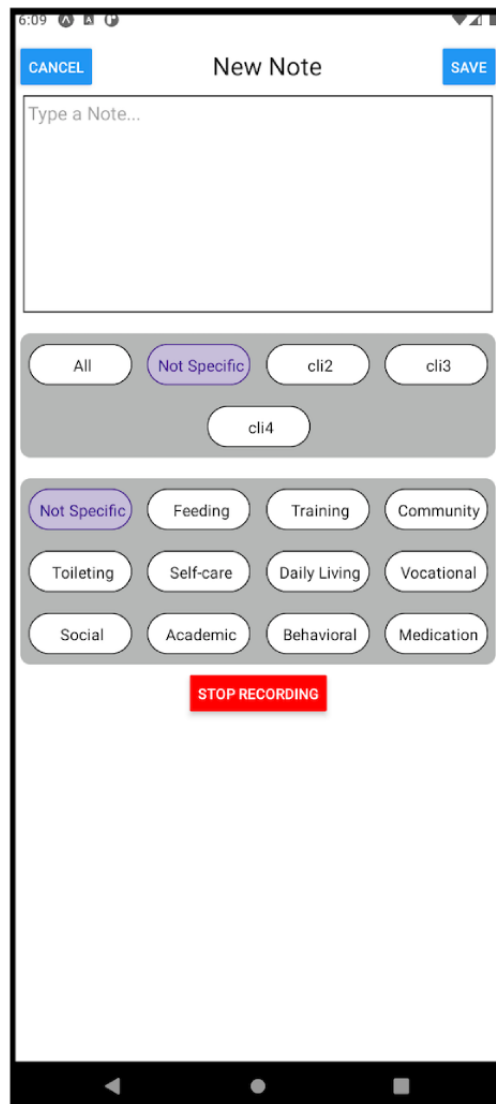 6:09
CANCEL New Note SAVE
Type a Note...
All Not Specific cli2 cli3
cli4
Not Specific Feeding Training Community
Toileting Self-care Daily Living Vocational
Social Academic Behavioral Medication
STOP RECORDING